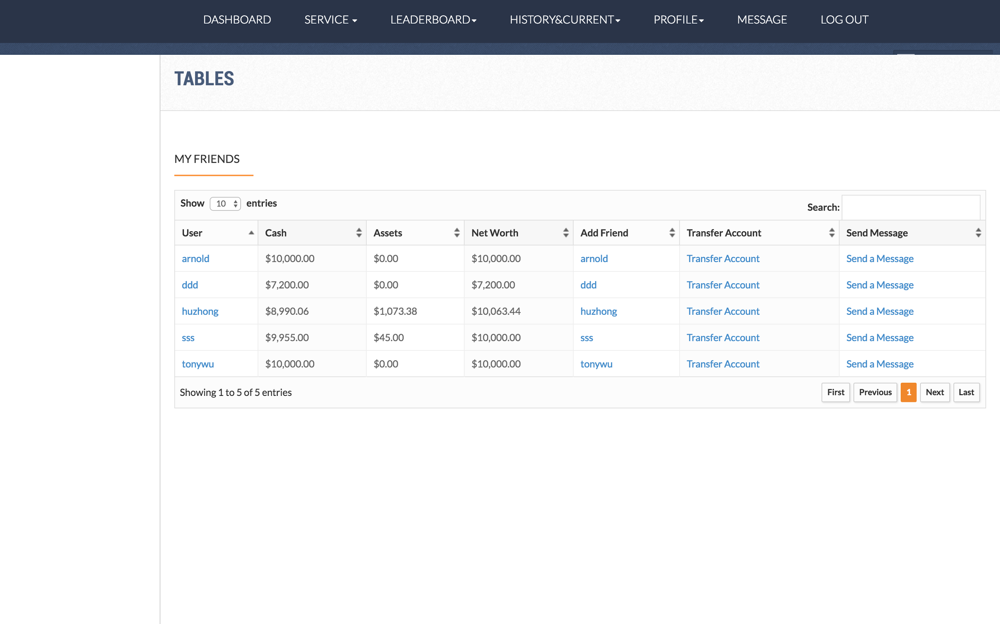 DASHBOARD SERVICE LEADERBOARD HISTORY&CURRENT PROFILE MESSAGE LOG OUT
TABLES
MY FRIENDS
Show 10 entries Search:
User Cash Assets Net Worth Add Friend Transfer Account Send Message
arnold $10,000.00 $0.00 $10,000.00 arnold Transfer Account Send a Message
ddd $7,200.00 $0.00 $7,200.00 ddd Transfer Account Send a Message
huzhong $8,990.06 $1,073.38 $10,063.44 huzhong Transfer Account Send a Message
sss $9,955.00 $45.00 $10,000.00 sss Transfer Account Send a Message
tonywu $10,000.00 $0.00 $10,000.00 tonywu Transfer Account Send a Message
Showing 1 to 5 of 5 entries First Previous 1 Next Last